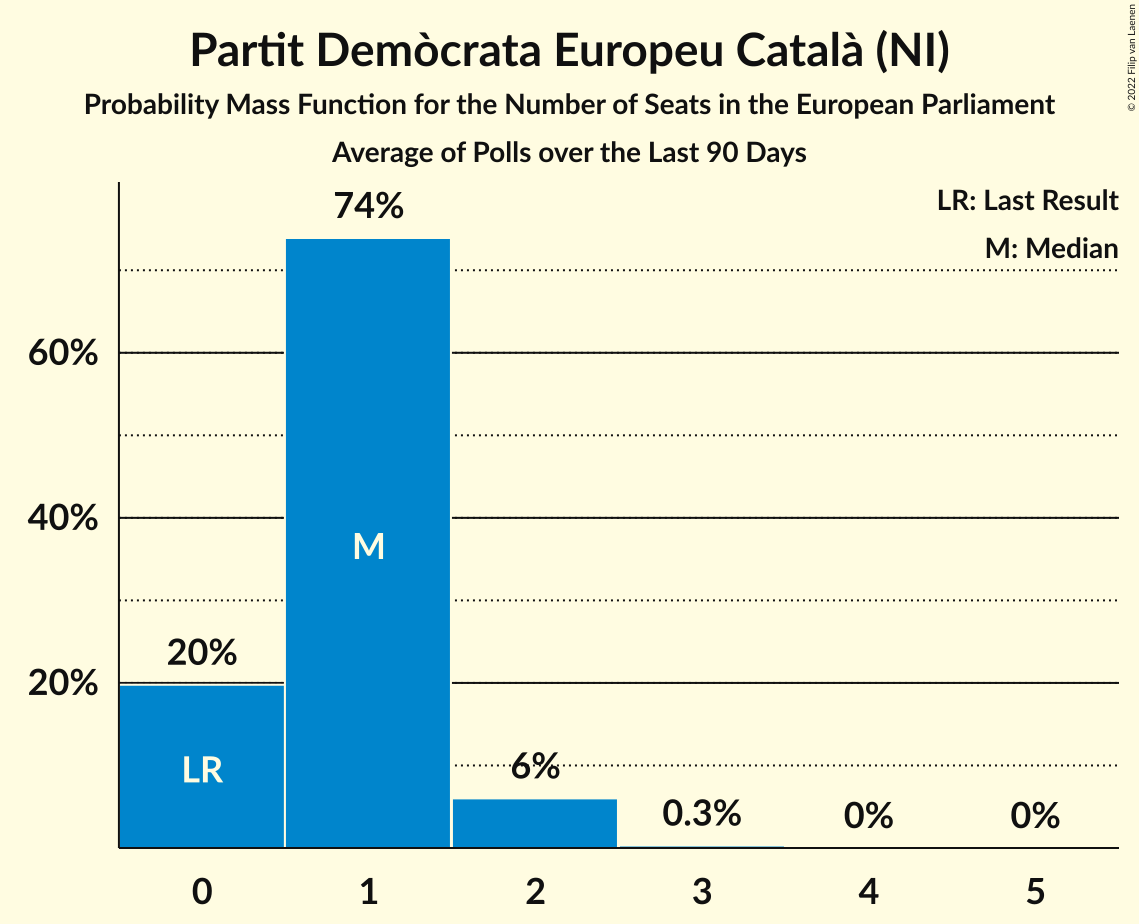 Partit Demòcrata Europeu Català (NI)
Probability Mass Function for the Number of Seats in the European Parliament
Average of Polls over the Last 90 Days
© 2022 Filip van Laenen
LR: Last Result
M: Median
74%
60%
40%
M
20%
20%
LR
6%
0.3%
0%
0%
0 1 2 3 4 5